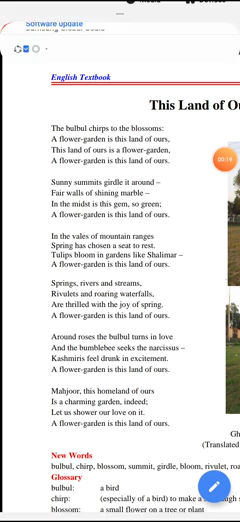 Software update
English Textbook
This Land of Ou
The bulbul chirps to the blossoms:
A flower-garden is this land of ours,
This land of ours is a flower-garden,
A flower-garden is this land of ours.
Sunny summits girdle it around –
Fair walls of shining marble –
In the midst is this gem, so green;
A flower-garden is this land of ours.
In the vales of mountain ranges
Spring has chosen a seat to rest.
Tulips bloom in gardens like Shalimar –
A flower-garden is this land of ours.
Springs, rivers and streams,
Rivulets and roaring waterfalls,
Are thrilled with the joy of spring.
A flower-garden is this land of ours.
Around roses the bulbul turns in love
And the bumblebee seeks the narcissus –
Kashmiris feel drunk in excitement.
A flower-garden is this land of ours.
Mahjoor, this homeland of ours
Is a charming garden, indeed;
Let us shower our love on it.
A flower-garden is this land of ours.
00:19
Gh
(Translated
New Words
bulbul, chirp, blossom, summit, girdle, bloom, rivulet, roa
Glossary
bulbul: a bird
chirp: (especially of a bird) to make a high s
blossom: a small flower on a tree or plant